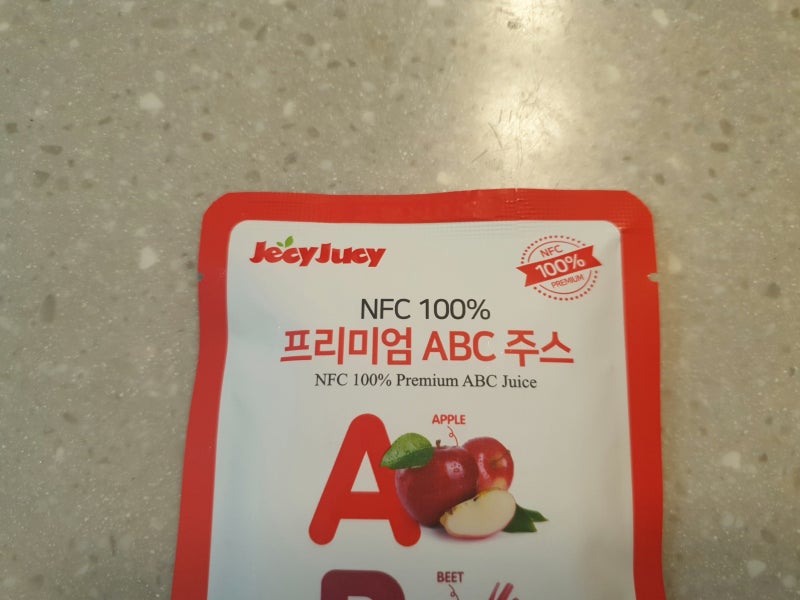 JecyJucy
NFC
100%
PREMIUM
NFC 100%
프리미엄 ABC 주스
NFC 100% Premium ABC Juice
APPLE
A
BEET
B